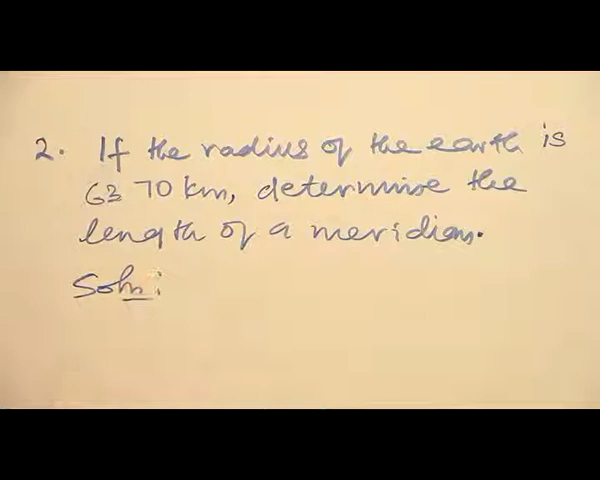 2. If the radius of the earth is
6370 km, determine the
length of a meridian.
Soln: